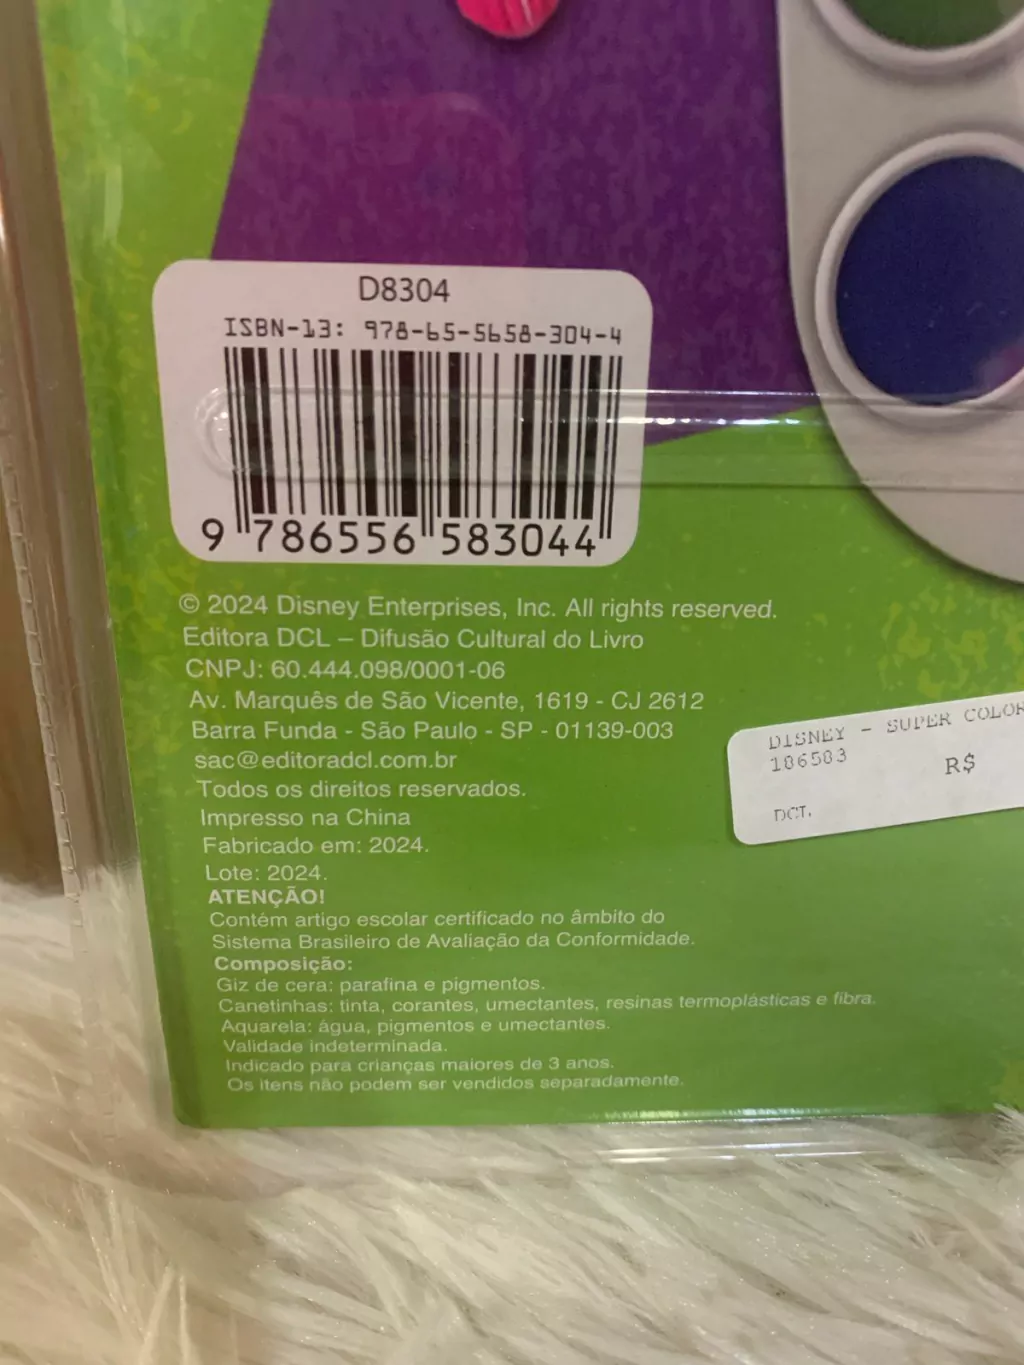 D8304
ISBN-13: 978-65-5658-304-4
9 786556 583044
© 2024 Disney Enterprises, Inc. All rights reserved.
Editora DCL – Difusão Cultural do Livro
CNPJ: 60.444.098/0001-06
Av. Marquês de São Vicente, 1619 - CJ 2612
Barra Funda - São Paulo - SP - 01139-003
sac@editoradcl.com.br
Todos os direitos reservados.
Impresso na China
Fabricado em: 2024.
Lote: 2024.
ATENÇÃO!
Contém artigo escolar certificado no âmbito do
Sistema Brasileiro de Avaliação da Conformidade.
Composição:
Giz de cera: parafina e pigmentos.
Canetinhas: tinta, corantes, umectantes, resinas termoplásticas e fibra.
Aquarela: água, pigmentos e umectantes.
Validade indeterminada.
Indicado para crianças maiores de 3 anos.
Os itens não podem ser vendidos separadamente.
DISNEY - SUPER COLOR
186583
R$
DCL